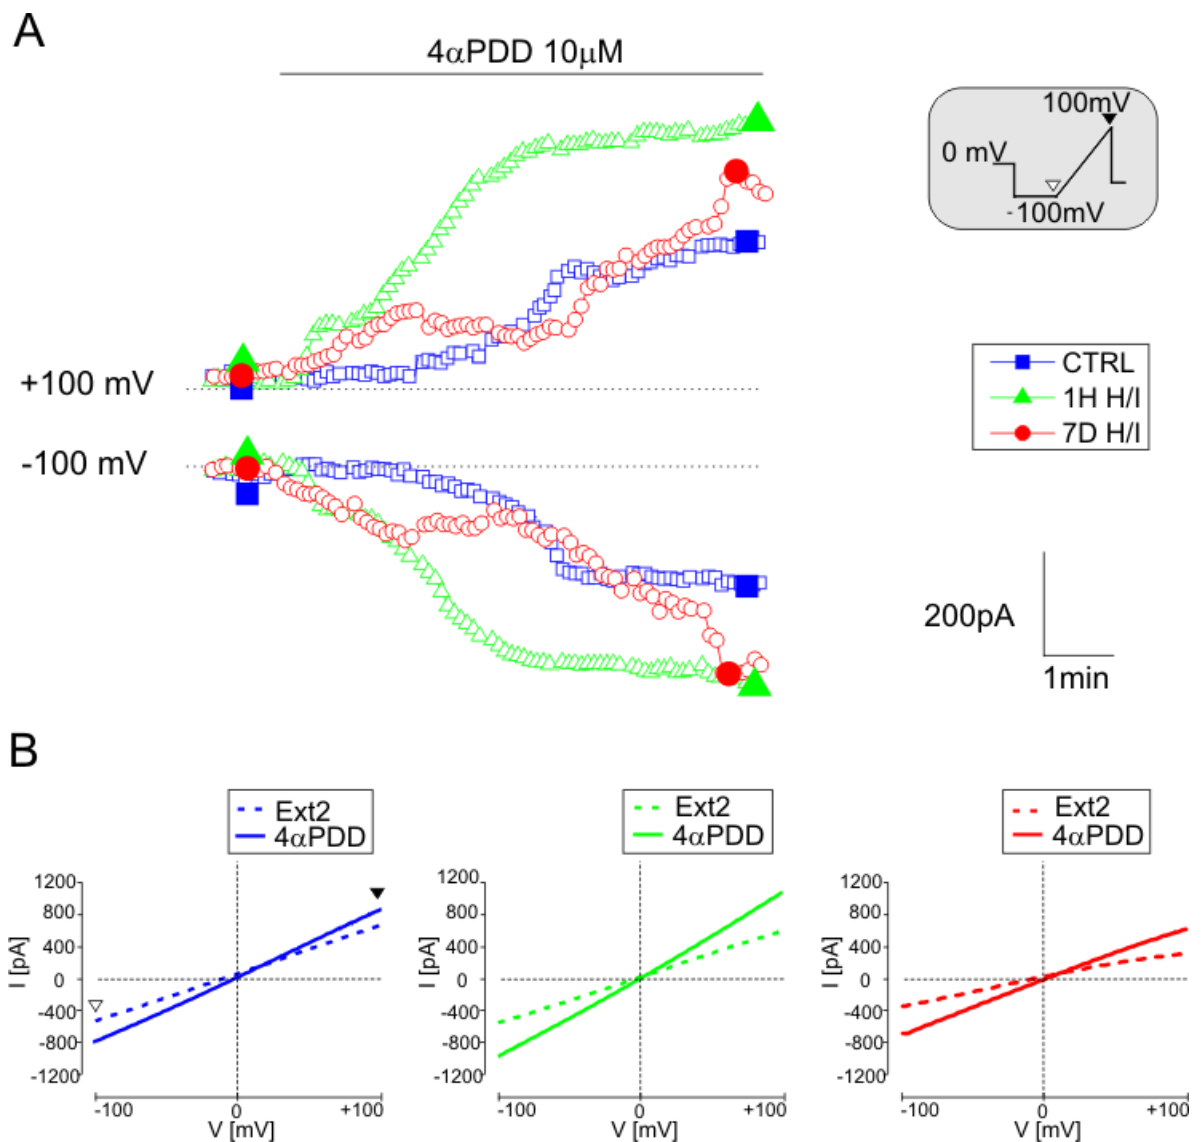 A
4αPDD 10μM
100mV
0 mV
-100mV
+100 mV
-100 mV
CTRL
1H H/I
7D H/I
200pA
1min
B
Ext2
4αPDD
1200
800
400
0
-400
-800
-1200
I [pA]
-100
0
+100
V [mV]
Ext2
4αPDD
1200
800
400
0
-400
-800
-1200
I [pA]
-100
0
+100
V [mV]
Ext2
4αPDD
1200
800
400
0
-400
-800
-1200
I [pA]
-100
0
+100
V [mV]